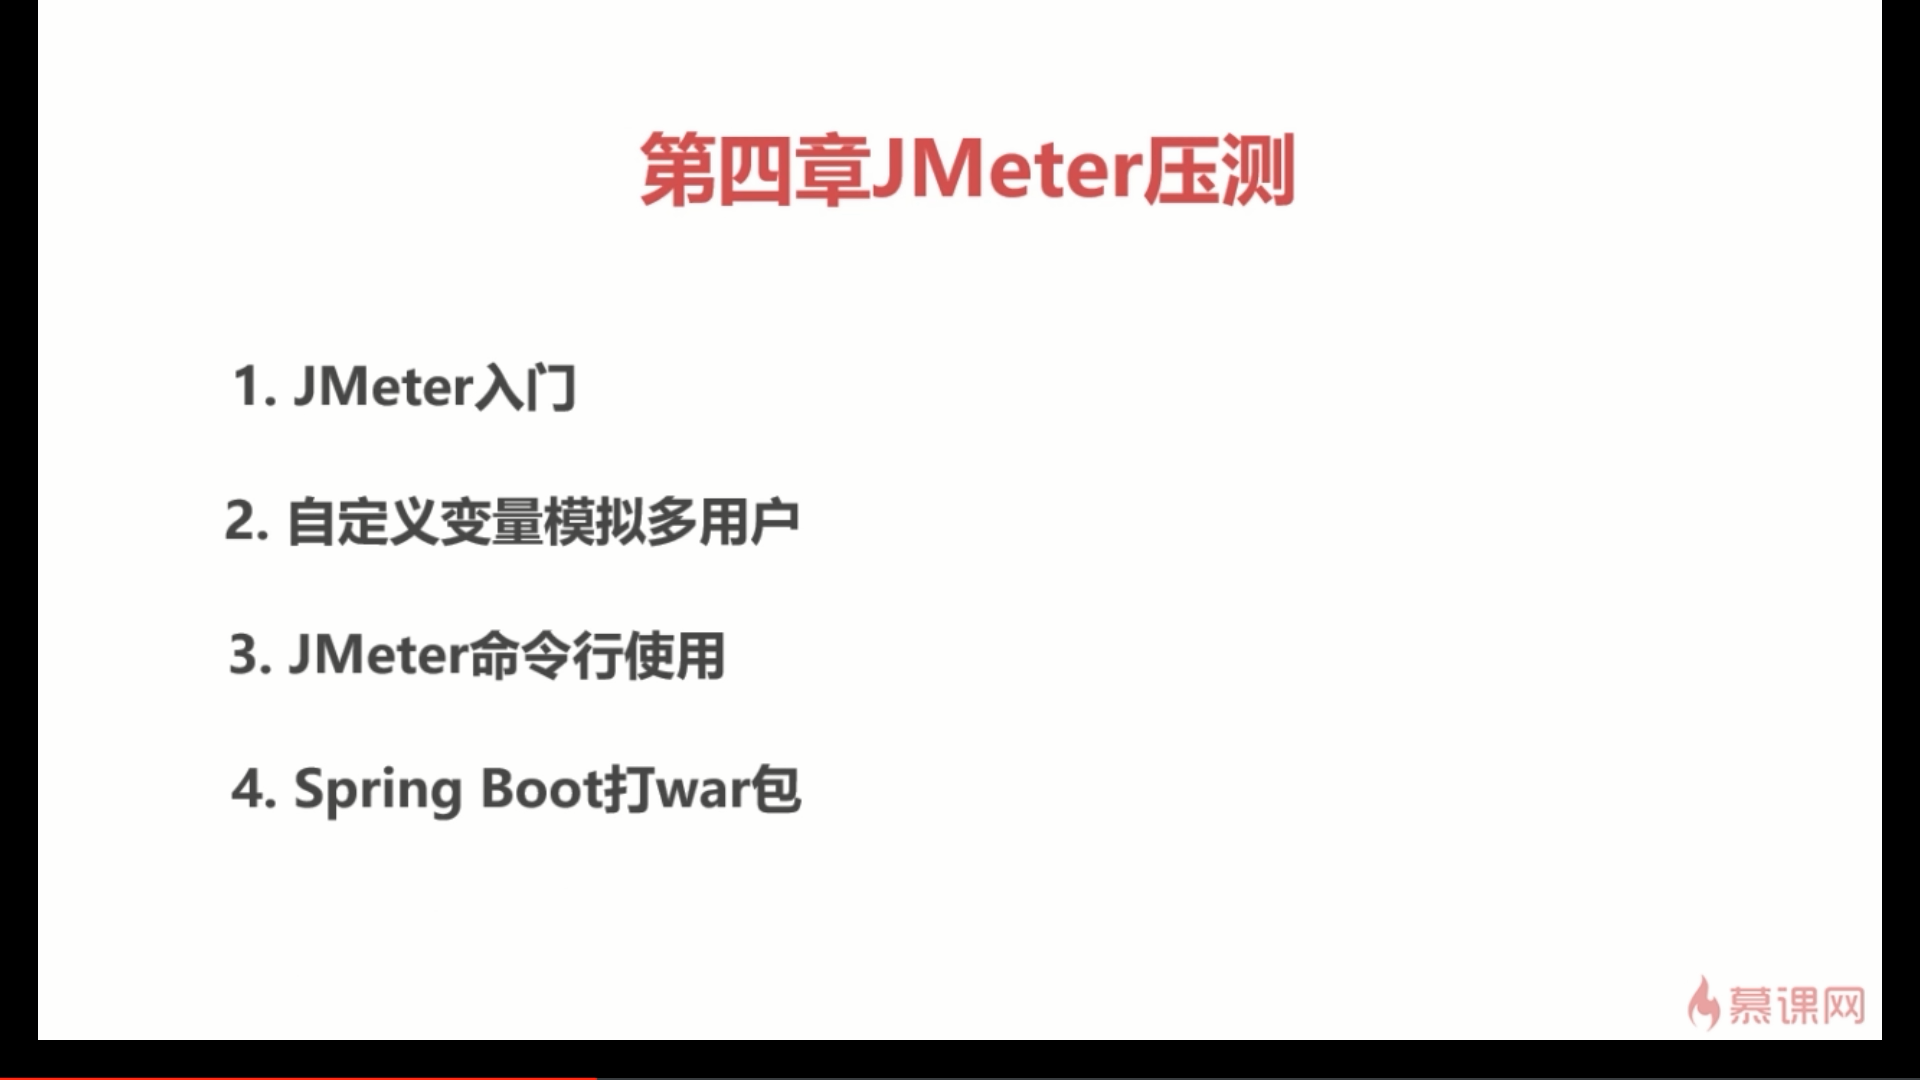 第四章JMeter压测
1. JMeter入门
2. 自定义变量模拟多用户
3. JMeter命令行使用
4. Spring Boot打war包
慕课网